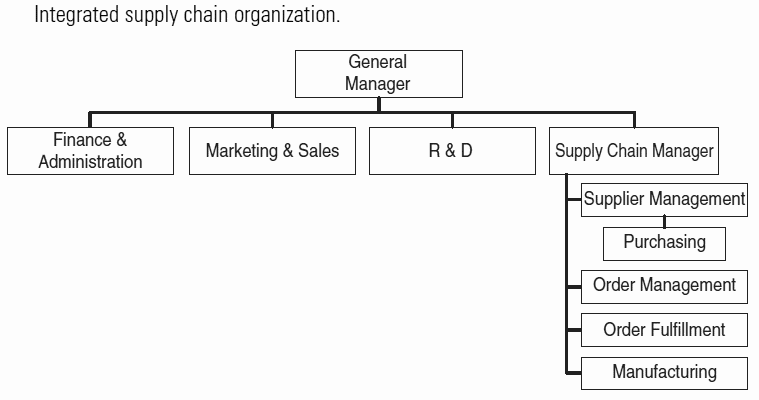 Integrated supply chain organization.
General
Manager
Finance &
Administration
Marketing & Sales
R & D
Supply Chain Manager
Supplier Management
Purchasing
Order Management
Order Fulfillment
Manufacturing